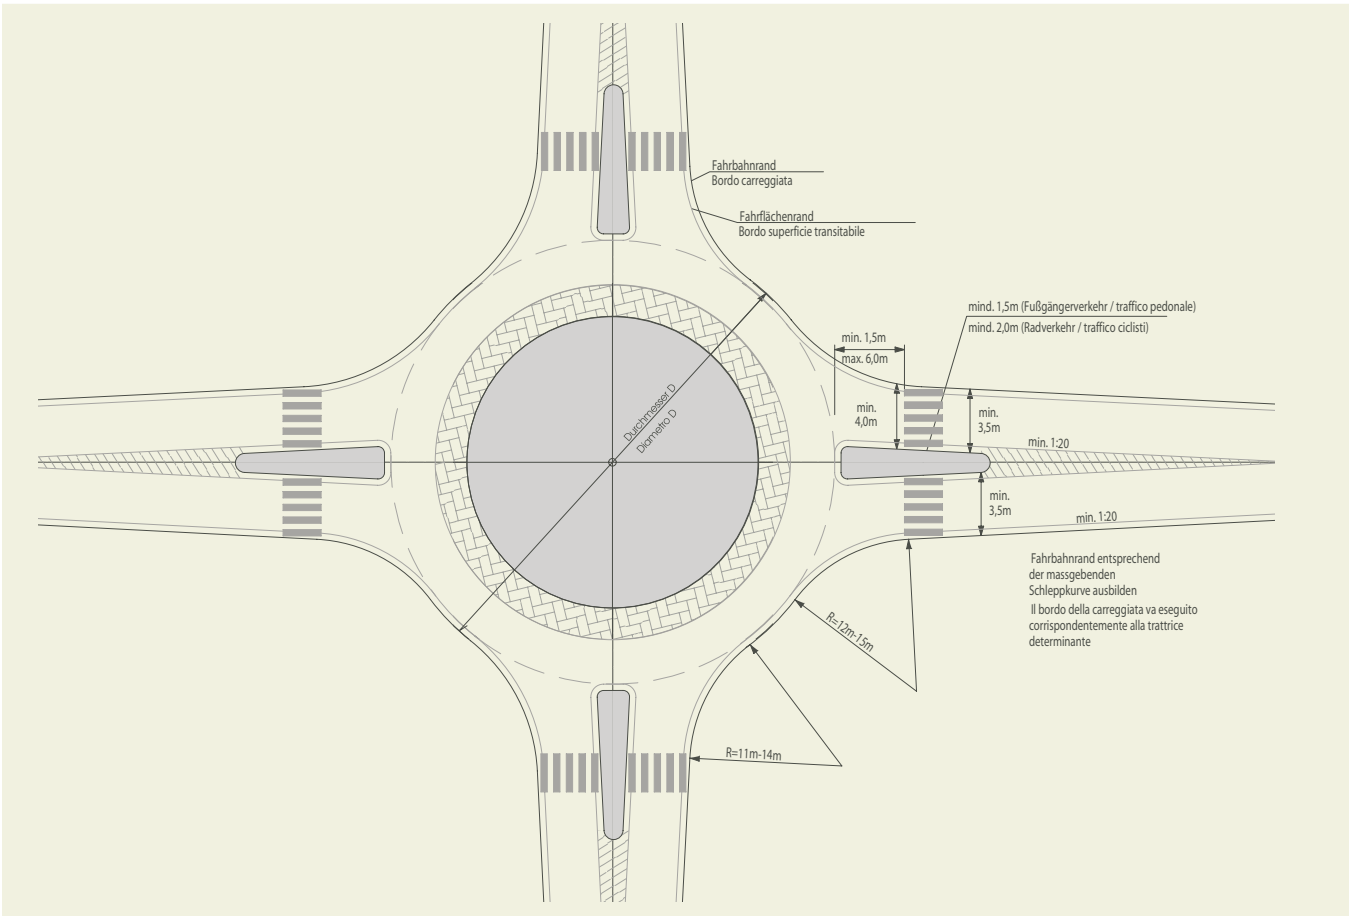 Fahrbahnrand
Bordo carreggiata
Fahrflächenrand
Bordo superficie transitabile
mind. 1,5m (Fußgängerverkehr / traffico pedonale)
mind. 2,0m (Radverkehr / traffico ciclisti)
min. 1,5m
max. 6,0m
min.
4,0m
min.
3,5m
min. 1:20
Durchmesser D
Diametro D
min.
3,5m
min. 1:20
Fahrbahnrand entsprechend
der massgebenden
Schleppkurve ausbilden
Il bordo della carreggiata va eseguito
corrispondentemente alla trattrice
determinante
R=12m-15m
R=11m-14m